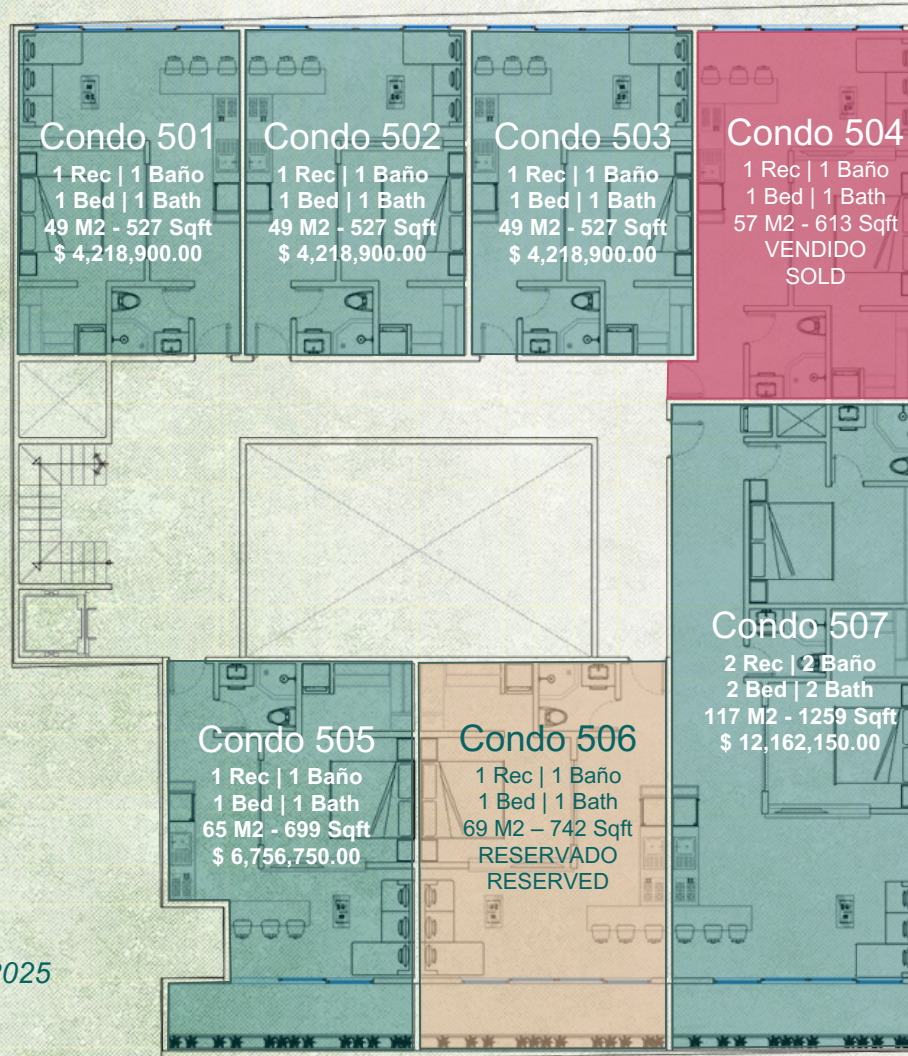 Condo 501
1 Rec | 1 Baño
1 Bed | 1 Bath
49 M2 - 527 Sqft
$ 4,218,900.00
Condo 502
1 Rec | 1 Baño
1 Bed | 1 Bath
49 M2 - 527 Sqft
$ 4,218,900.00
Condo 503
1 Rec | 1 Baño
1 Bed | 1 Bath
49 M2 - 527 Sqft
$ 4,218,900.00
Condo 504
1 Rec | 1 Baño
1 Bed | 1 Bath
57 M2 - 613 Sqft
VENDIDO
SOLD
Condo 507
2 Rec | 2 Baño
2 Bed | 2 Bath
117 M2 - 1259 Sqft
$ 12,162,150.00
Condo 505
1 Rec | 1 Baño
1 Bed | 1 Bath
65 M2 - 699 Sqft
$ 6,756,750.00
Condo 506
1 Rec | 1 Baño
1 Bed | 1 Bath
69 M2 – 742 Sqft
RESERVADO
RESERVED
2025